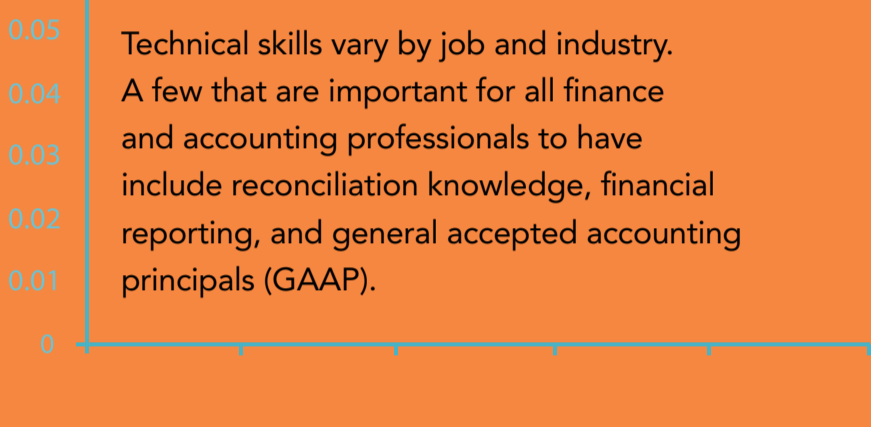 0.05
Technical skills vary by job and industry.
0.04
A few that are important for all finance
0.03
and accounting professionals to have
include reconciliation knowledge, financial
0.02
reporting, and general accepted accounting
0.01
principals (GAAP).
0